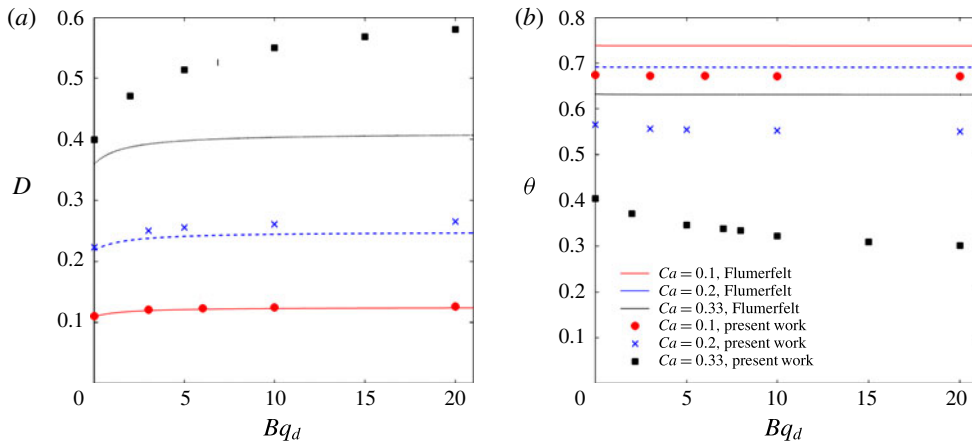 (a)
0.6
0.5
0.4
D 0.3
0.2
0.1
0 5 10 15 20
Bq_d
(b)
0.8
0.7
0.6
0.5
θ 0.4
0.3
0.2
0.1
0 5 10 15 20
Bq_d
Ca = 0.1, Flumerfelt
Ca = 0.2, Flumerfelt
Ca = 0.33, Flumerfelt
Ca = 0.1, present work
Ca = 0.2, present work
Ca = 0.33, present work